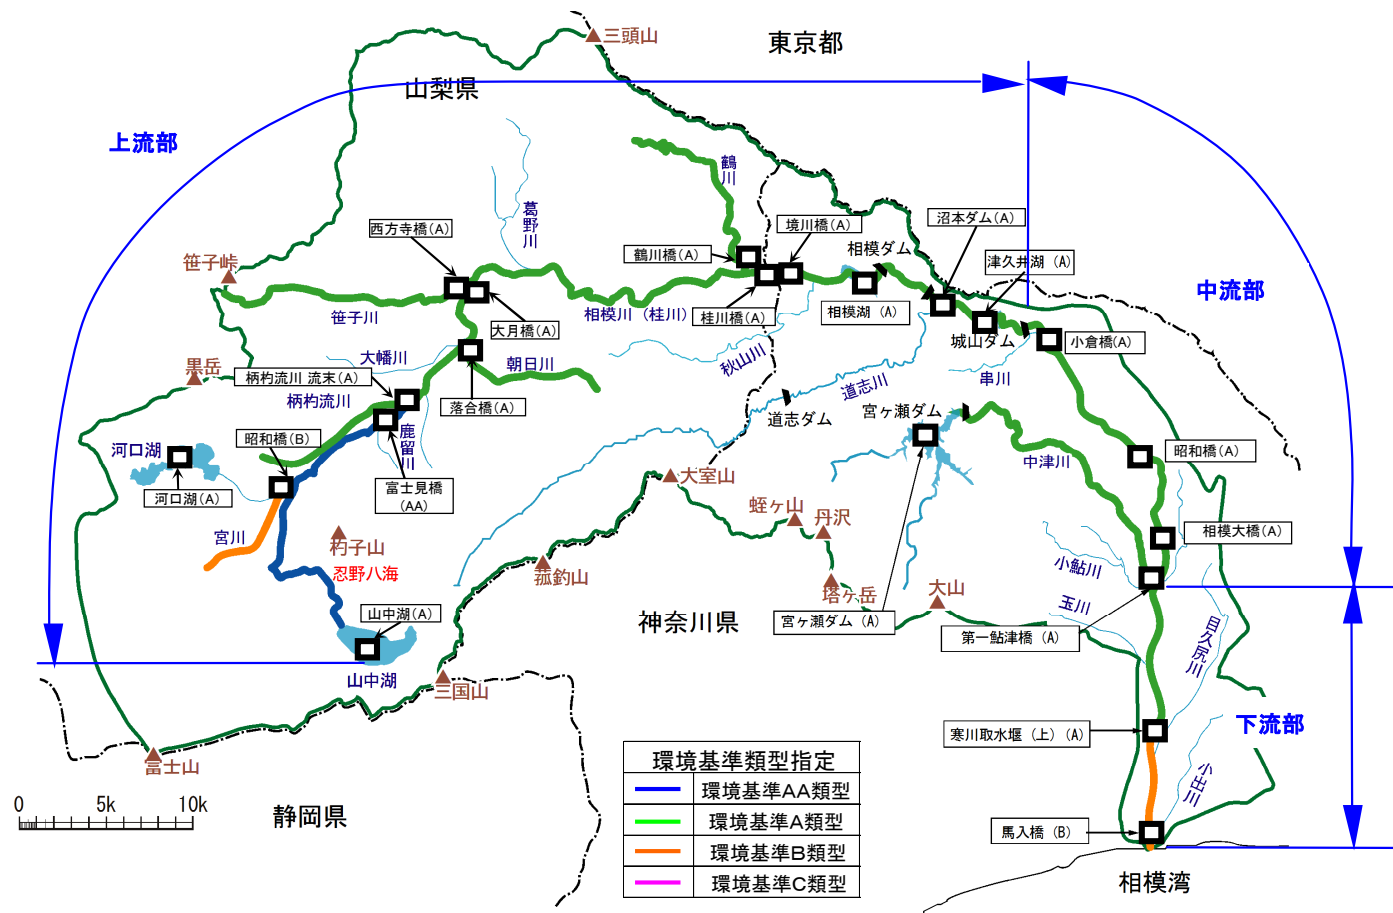 三頭山
東京都
山梨県
上流部
鶴川
葛野川
境川橋(A)
沼本ダム(A)
西方寺橋(A)
相模ダム
鶴川橋(A)
津久井湖 (A)
笹子峠
中流部
笹子川
大月橋(A)
相模川 (桂川)
桂川橋(A)
相模湖 (A)
城山ダム
小倉橋(A)
大幡川
朝日川
秋山川
黒岳
柄杓流川 流末(A)
串川
道志川
柄杓流川
落合橋(A)
道志ダム
宮ヶ瀬ダム
鹿留川
昭和橋(B)
河口湖
昭和橋(A)
中津川
大室山
河口湖(A)
富士見橋
(AA)
蛭ヶ山
丹沢
宮川
相模大橋(A)
杓子山
忍野八海
小鮎川
菰釣山
塔ヶ岳
大山
玉川
山中湖(A)
神奈川県
宮ヶ瀬ダム (A)
第一鮎津橋 (A)
目久尻川
山中湖
三国山
寒川取水堰 (上) (A)
下流部
富士山
環境基準類型指定
環境基準AA類型
環境基準A類型
環境基準B類型
環境基準C類型
小出川
0 5k 10k
静岡県
馬入橋 (B)
相模湾